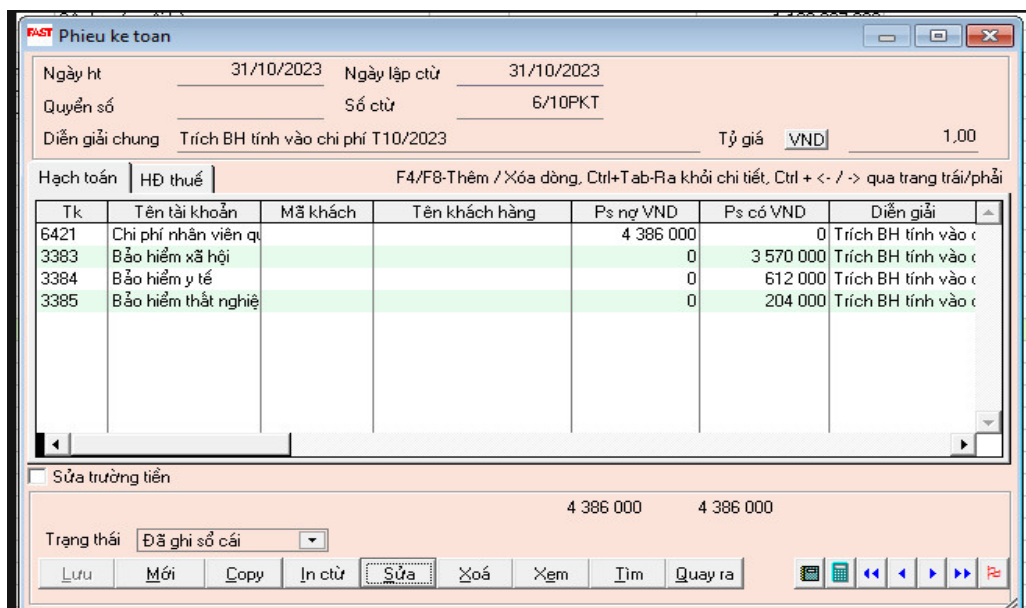 FAST Phieu ke toan
Ngày ht 31/10/2023 Ngày lập ctừ 31/10/2023
Quyển số Số ctừ 6/10PKT
Diễn giải chung Trích BH tính vào chi phí T10/2023 Tỷ giá VND 1,00
Hạch toán HĐ thuế F4/F8-Thêm / Xóa dòng, Ctrl+Tab-Ra khỏi chi tiết, Ctrl + <- / -> qua trang trái/phải
Tk Tên tài khoản Mã khách Tên khách hàng Ps nợ VND Ps có VND Diễn giải
6421 Chi phí nhân viên qu 4 386 000 0 Trích BH tính vào c
3383 Bảo hiểm xã hội 0 3 570 000 Trích BH tính vào c
3384 Bảo hiểm y tế 0 612 000 Trích BH tính vào c
3385 Bảo hiểm thất nghiệ 0 204 000 Trích BH tính vào c
Sửa trường tiền
4 386 000 4 386 000
Trạng thái Đã ghi sổ cái
Lưu Mới Copy In ctừ Sửa Xoá Xem Tìm Quay ra